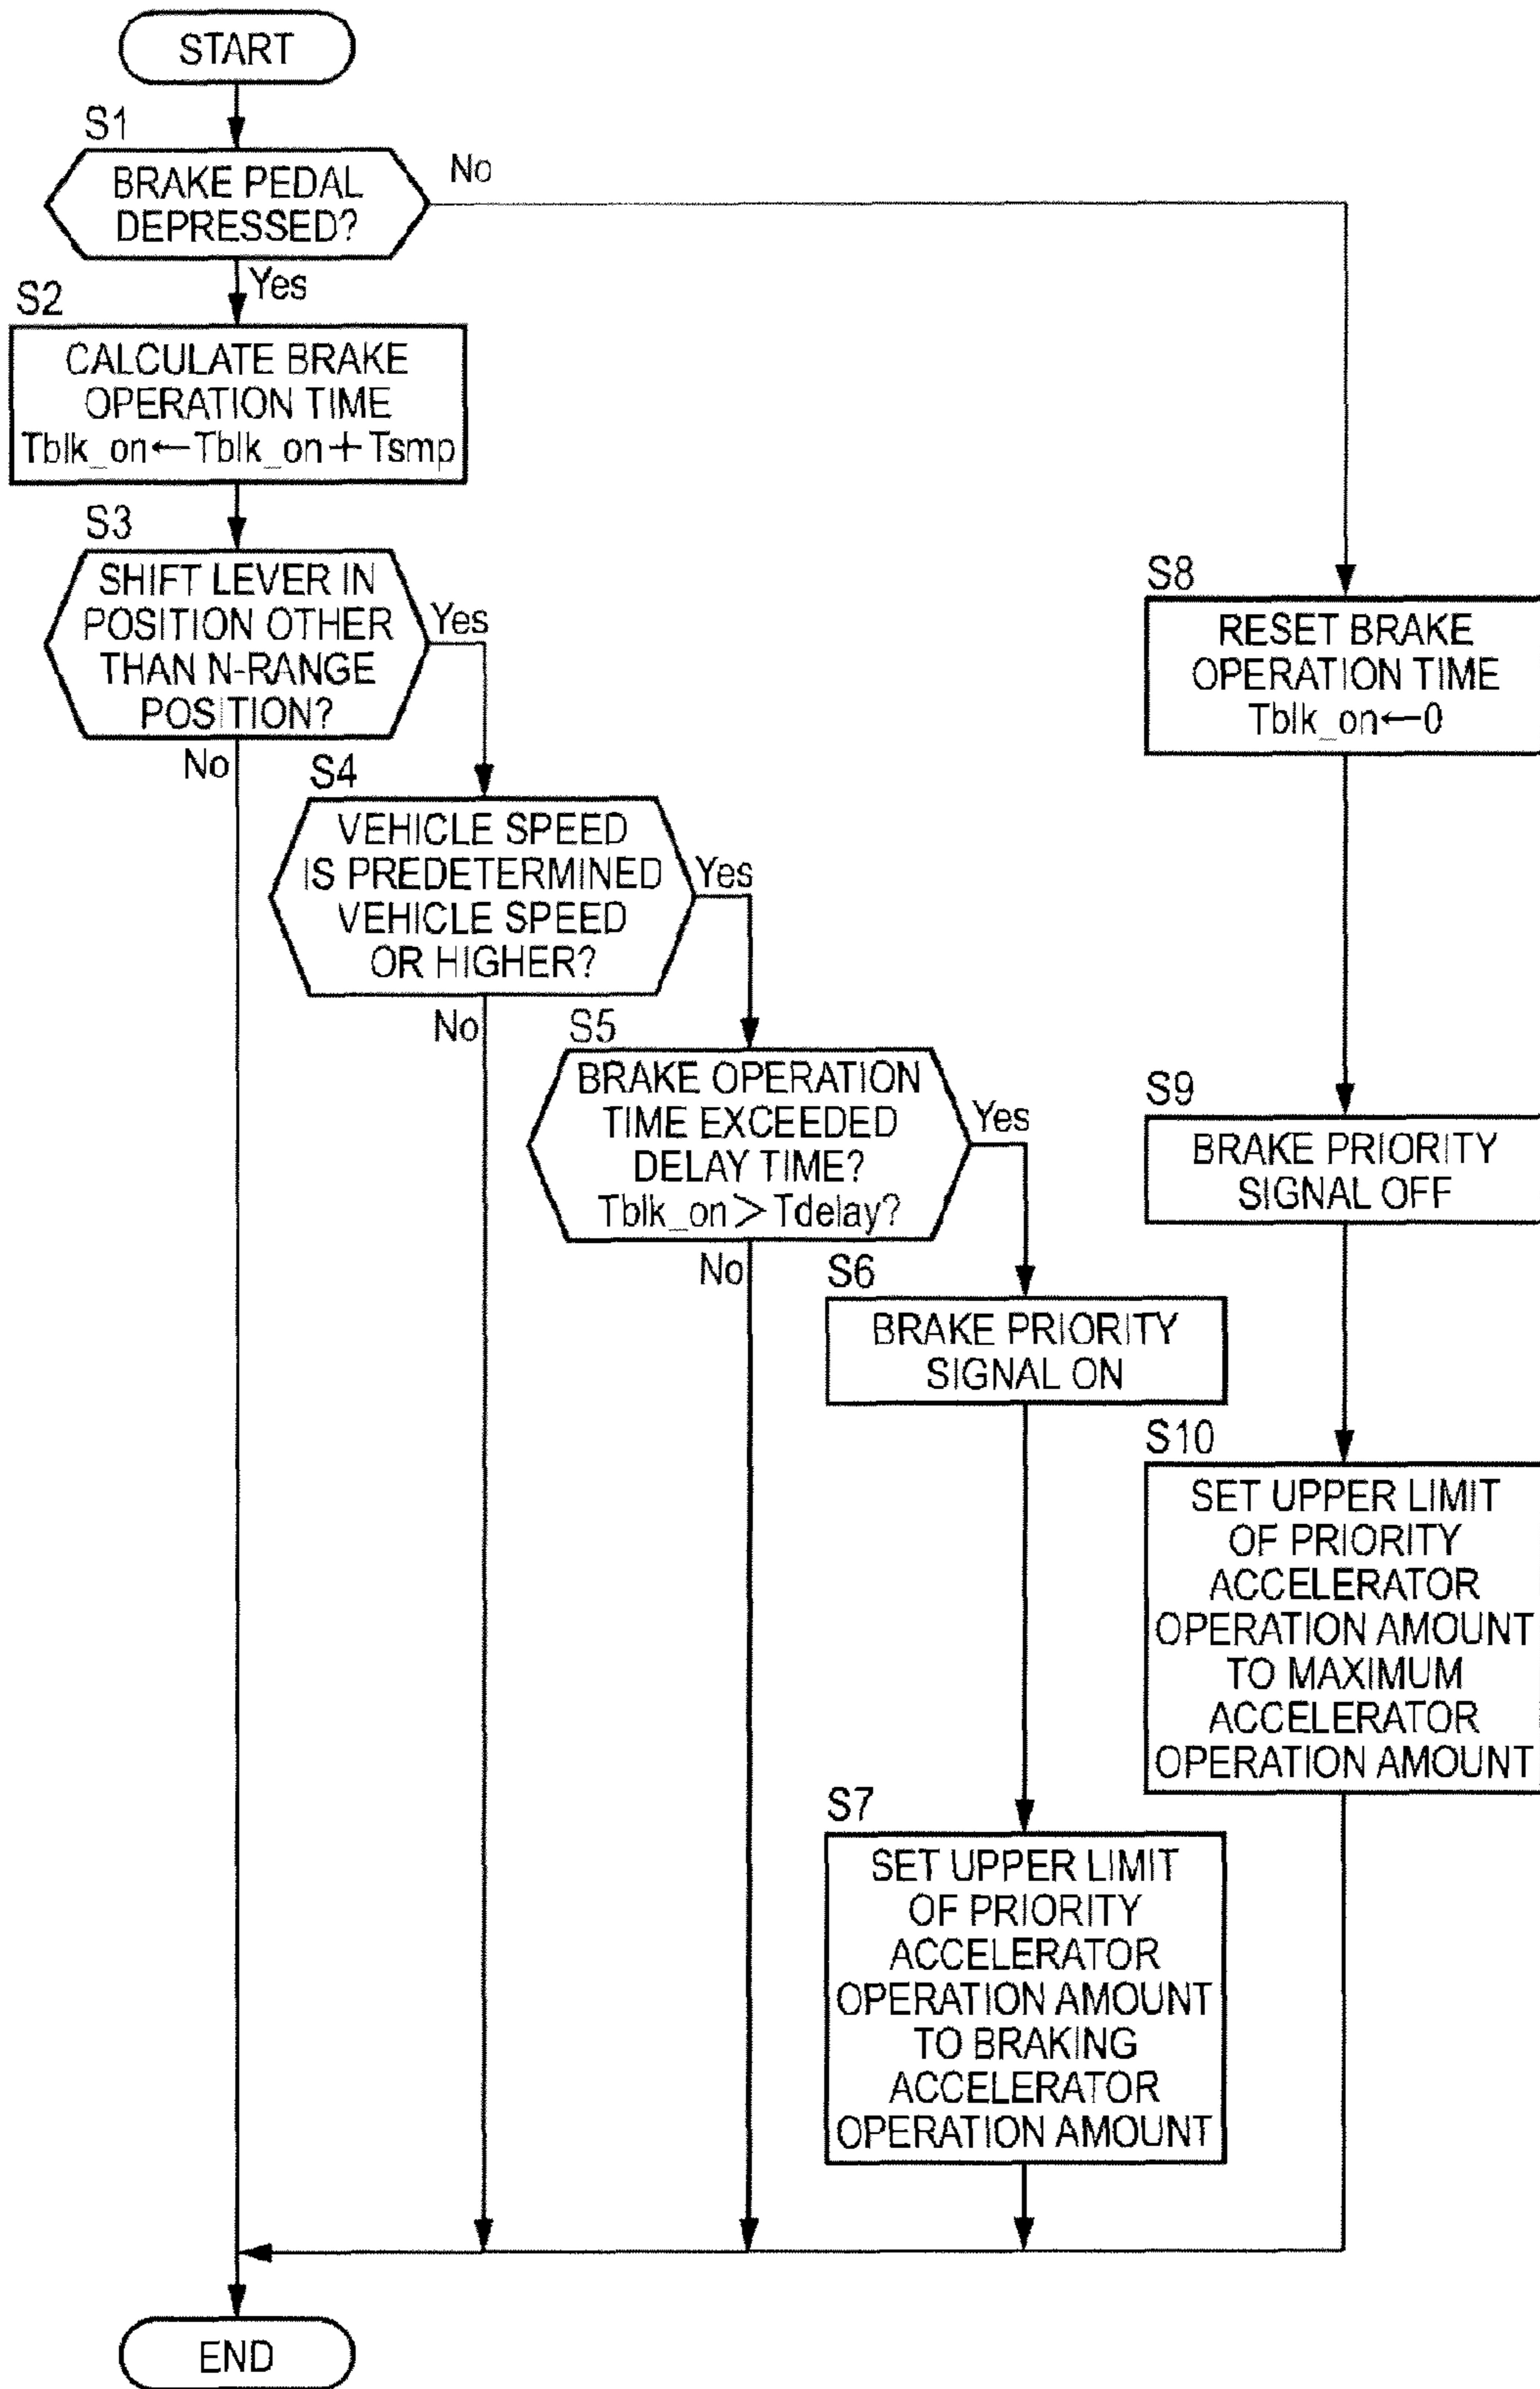 START
S1
BRAKE PEDAL
DEPRESSED?
No
Yes
S2
CALCULATE BRAKE
OPERATION TIME
Tblk_on←Tblk_on+Tsmp
S3
SHIFT LEVER IN
POSITION OTHER
THAN N-RANGE
POSITION?
Yes
No
S4
VEHICLE SPEED
IS PREDETERMINED
VEHICLE SPEED
OR HIGHER?
Yes
No
S5
BRAKE OPERATION
TIME EXCEEDED
DELAY TIME?
Tblk_on>Tdelay?
Yes
No
S6
BRAKE PRIORITY
SIGNAL ON
S7
SET UPPER LIMIT
OF PRIORITY
ACCELERATOR
OPERATION AMOUNT
TO BRAKING
ACCELERATOR
OPERATION AMOUNT
S8
RESET BRAKE
OPERATION TIME
Tblk_on←0
S9
BRAKE PRIORITY
SIGNAL OFF
S10
SET UPPER LIMIT
OF PRIORITY
ACCELERATOR
OPERATION AMOUNT
TO MAXIMUM
ACCELERATOR
OPERATION AMOUNT
END